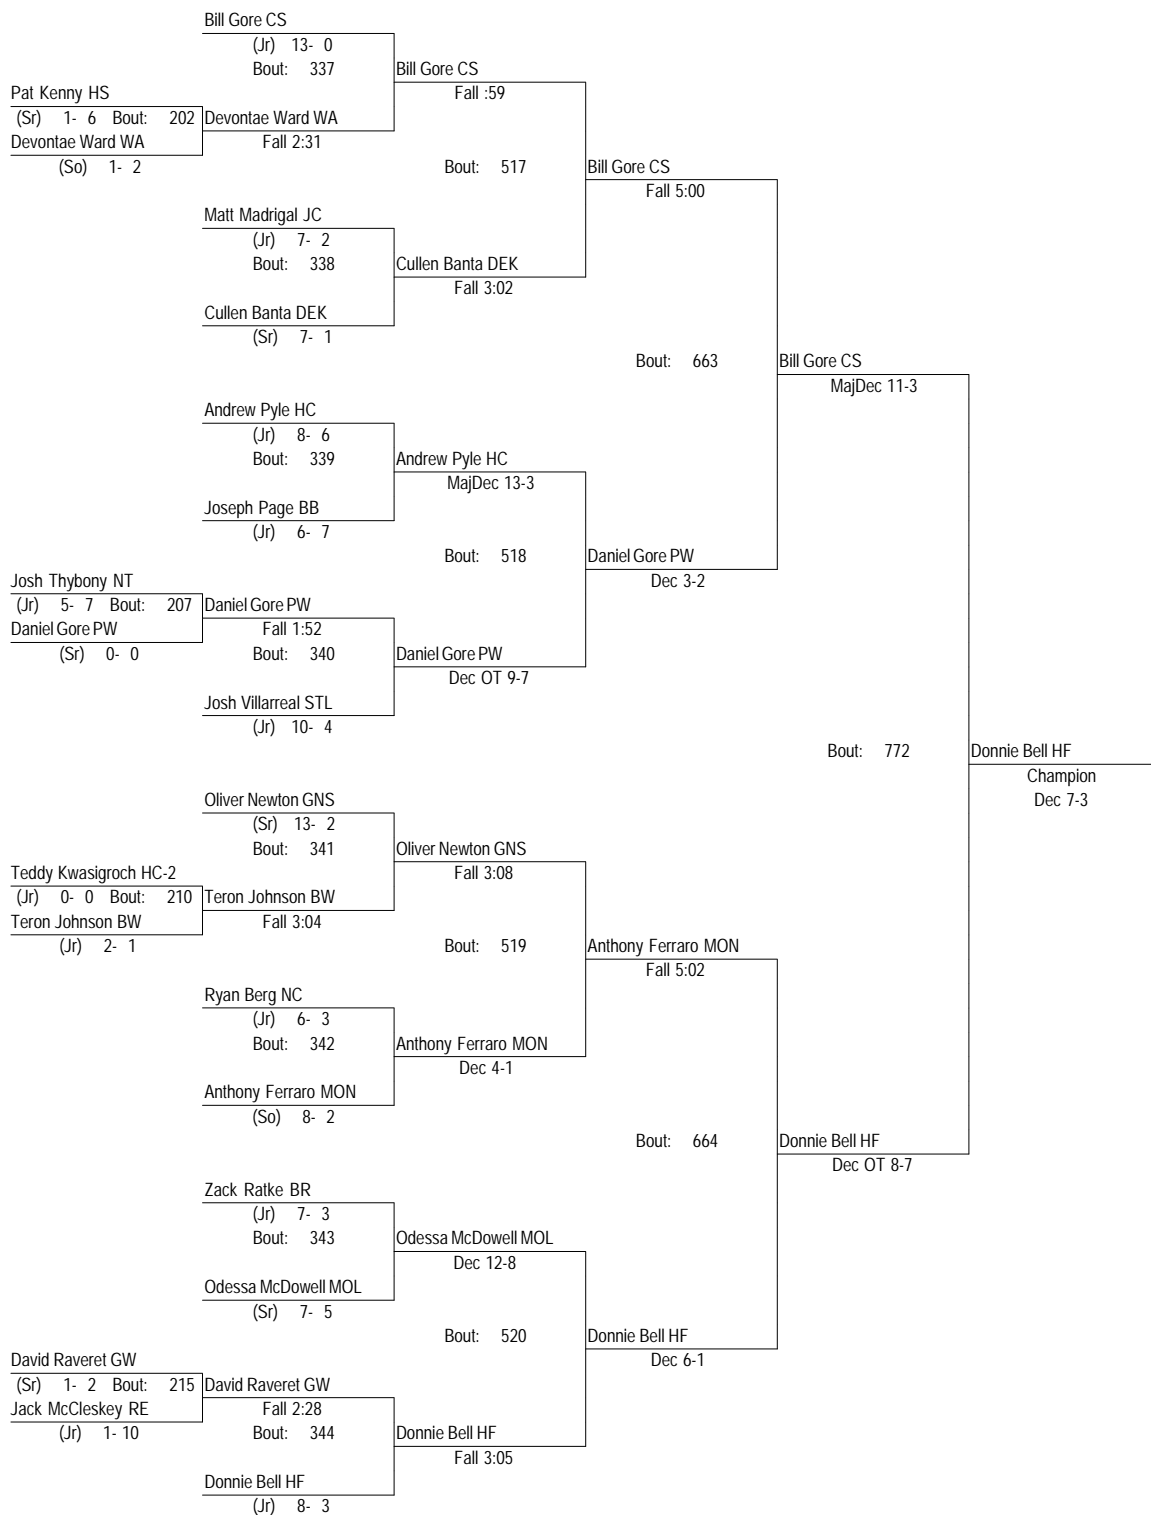 Bill Gore CS
(Jr) 13- 0
Bout: 337
Bill Gore CS
Fall :59
Pat Kenny HS
(Sr) 1- 6 Bout: 202
Devontae Ward WA
Devontae Ward WA
Fall 2:31
(So) 1- 2
Bout: 517
Bill Gore CS
Fall 5:00
Matt Madrigal JC
(Jr) 7- 2
Bout: 338
Cullen Banta DEK
Fall 3:02
Cullen Banta DEK
(Sr) 7- 1
Bout: 663
Bill Gore CS
MajDec 11-3
Andrew Pyle HC
(Jr) 8- 6
Bout: 339
Andrew Pyle HC
MajDec 13-3
Joseph Page BB
(Jr) 6- 7
Bout: 518
Daniel Gore PW
Dec 3-2
Josh Thybony NT
(Jr) 5- 7 Bout: 207
Daniel Gore PW
Daniel Gore PW
Fall 1:52
(Sr) 0- 0
Bout: 340
Daniel Gore PW
Dec OT 9-7
Josh Villarreal STL
(Jr) 10- 4
Bout: 772
Donnie Bell HF
Champion
Dec 7-3
Oliver Newton GNS
(Sr) 13- 2
Bout: 341
Oliver Newton GNS
Fall 3:08
Teddy Kwasigroch HC-2
(Jr) 0- 0 Bout: 210
Teron Johnson BW
Teron Johnson BW
Fall 3:04
(Jr) 2- 1
Bout: 519
Anthony Ferraro MON
Fall 5:02
Ryan Berg NC
(Jr) 6- 3
Bout: 342
Anthony Ferraro MON
Dec 4-1
Anthony Ferraro MON
(So) 8- 2
Bout: 664
Donnie Bell HF
Dec OT 8-7
Zack Ratke BR
(Jr) 7- 3
Bout: 343
Odessa McDowell MOL
Dec 12-8
Odessa McDowell MOL
(Sr) 7- 5
Bout: 520
Donnie Bell HF
Dec 6-1
David Raveret GW
(Sr) 1- 2 Bout: 215
David Raveret GW
Jack McCleskey RE
Fall 2:28
(Jr) 1- 10
Bout: 344
Donnie Bell HF
Fall 3:05
Donnie Bell HF
(Jr) 8- 3